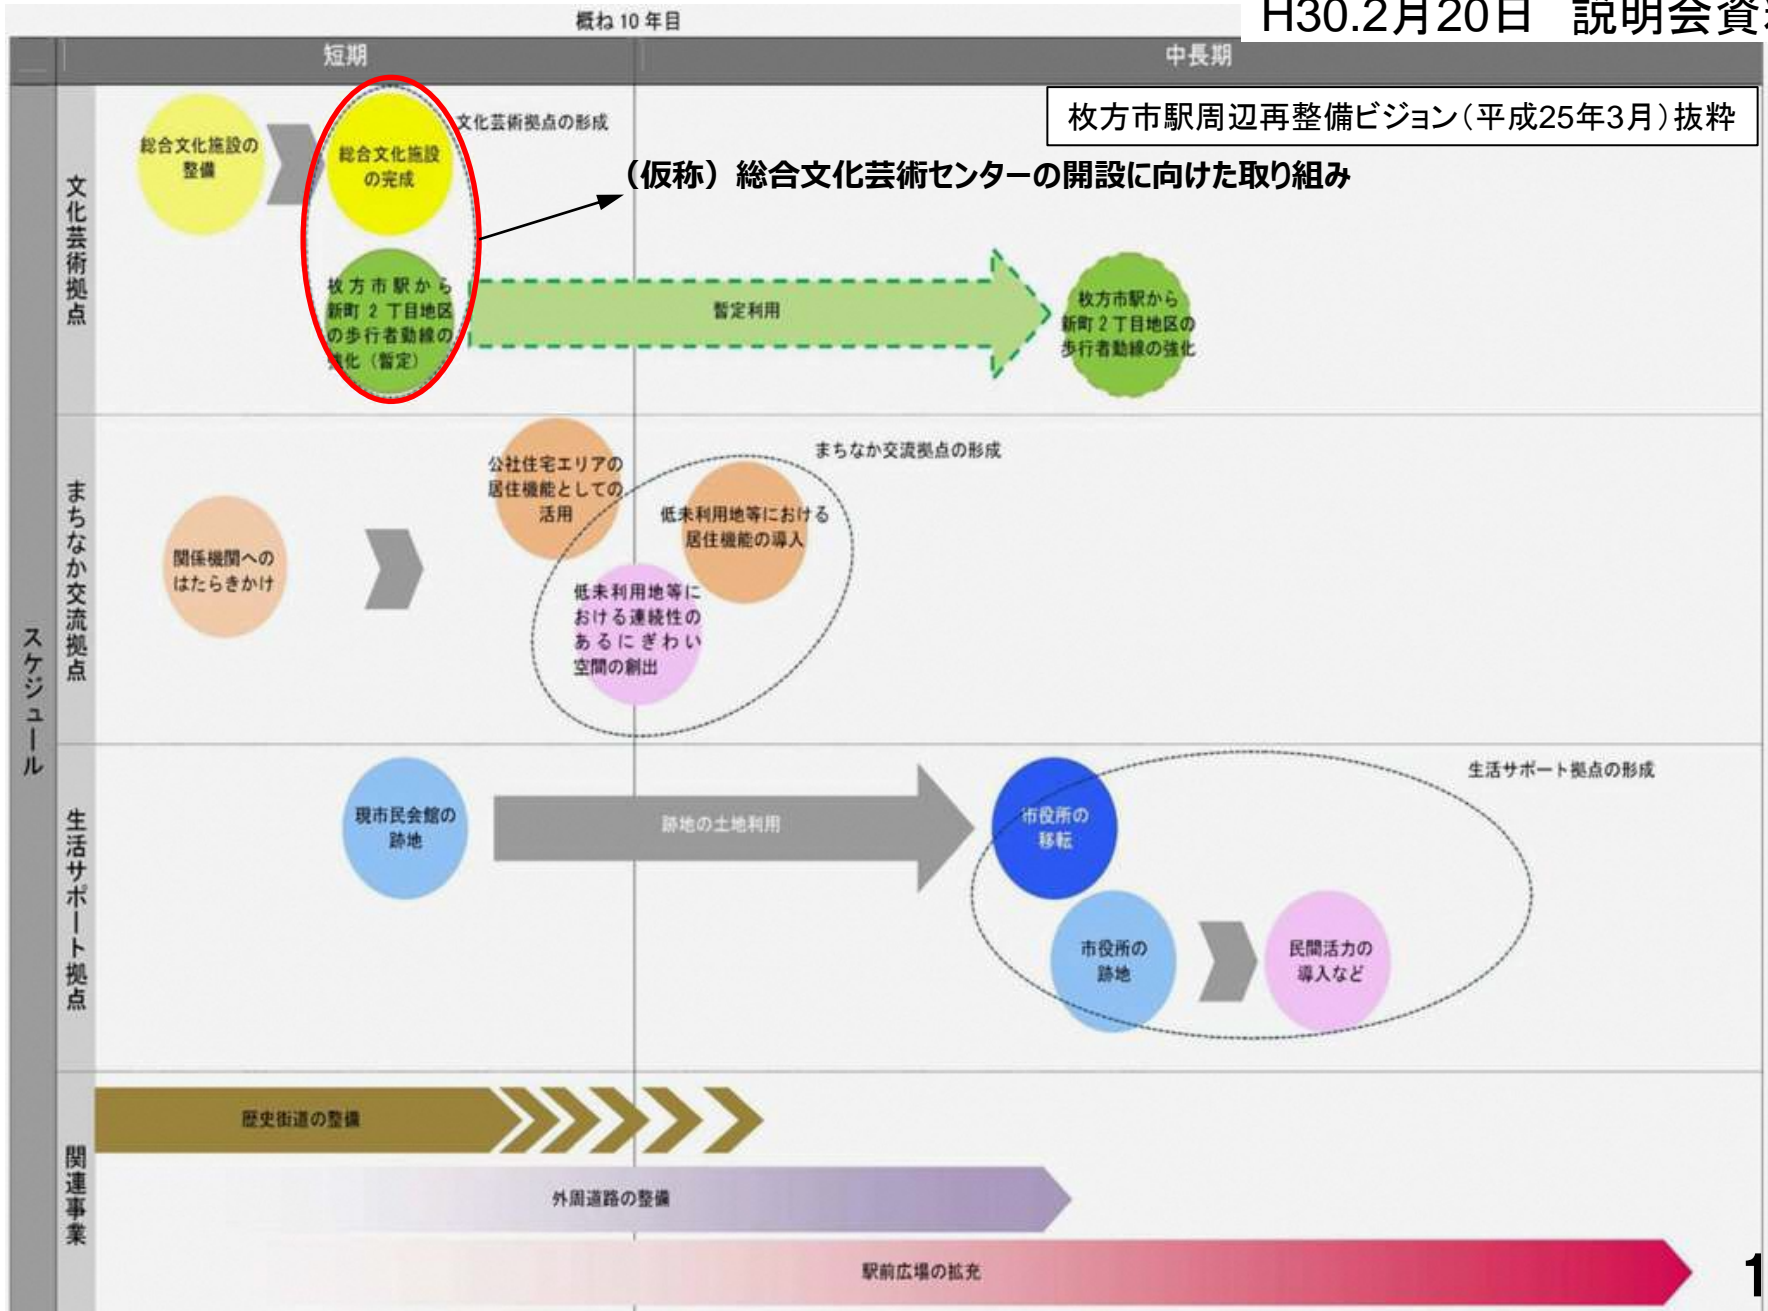 H30.2月20日 説明会資
概ね10年目
短期
中長期
枚方市駅周辺再整備ビジョン（平成25年3月）抜粋
スケジュール
文化芸術拠点
総合文化施設の
整備
総合文化施設
の完成
文化芸術拠点の形成
（仮称）総合文化芸術センターの開設に向けた取り組み
枚方市駅から
新町２丁目地区
の歩行者動線の
強化（暫定）
暫定利用
枚方市駅から
新町２丁目地区の
歩行者動線の強化
まちなか交流拠点
関係機関への
はたらきかけ
公社住宅エリアの
居住機能としての
活用
まちなか交流拠点の形成
低未利用地等における
居住機能の導入
低未利用地等に
おける連続性の
あるにぎわい
空間の創出
生活サポート拠点
現市民会館の
跡地
跡地の土地利用
市役所の
移転
生活サポート拠点の形成
市役所の
跡地
民間活力の
導入など
関連事業
歴史街道の整備
外周道路の整備
駅前広場の拡充
1